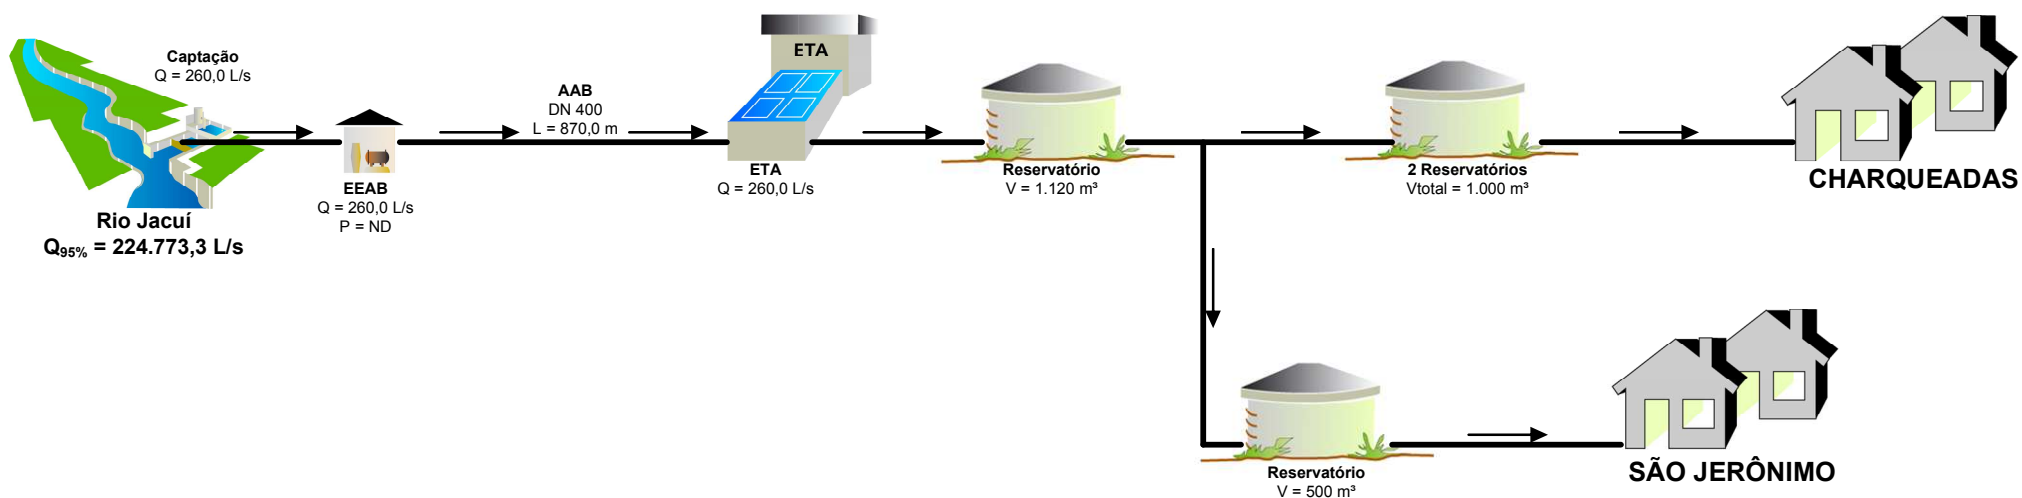 Captação
Q = 260,0 L/s
Rio Jacuí
Q95% = 224.773,3 L/s
EEAB
Q = 260,0 L/s
P = ND
AAB
DN 400
L = 870,0 m
ETA
ETA
Q = 260,0 L/s
Reservatório
V = 1.120 m³
2 Reservatórios
Vtotal = 1.000 m³
CHARQUEADAS
Reservatório
V = 500 m³
SÃO JERÔNIMO